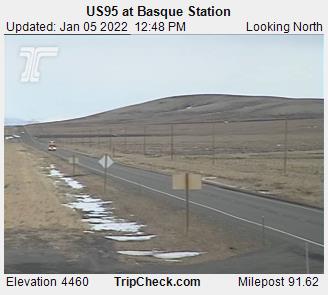 US95 at Basque Station
Updated: Jan 05 2022 12:48 PM Looking North
Elevation 4460 TripCheck.com Milepost 91.62